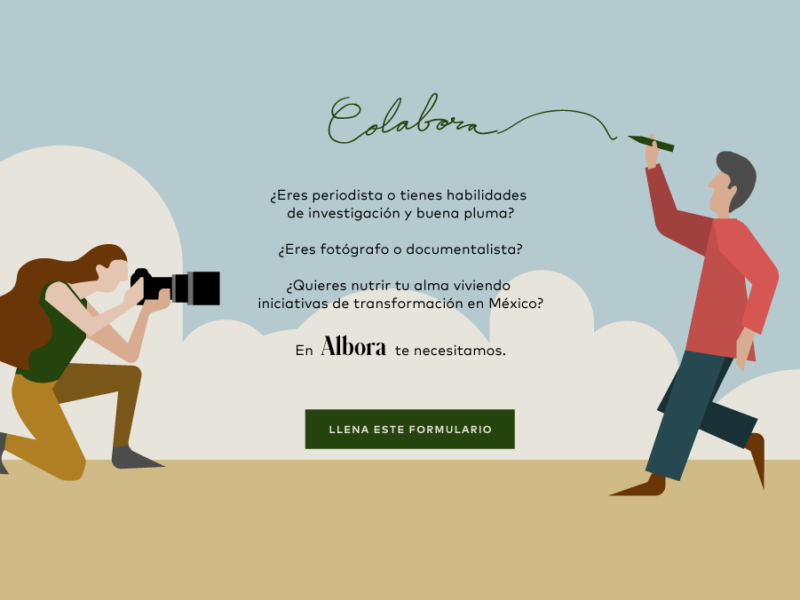 Colabora
¿Eres periodista o tienes habilidades
de investigación y buena pluma?
¿Eres fotógrafo o documentalista?
¿Quieres nutrir tu alma viviendo
iniciativas de transformación en México?
En Albora te necesitamos.
LLENA ESTE FORMULARIO